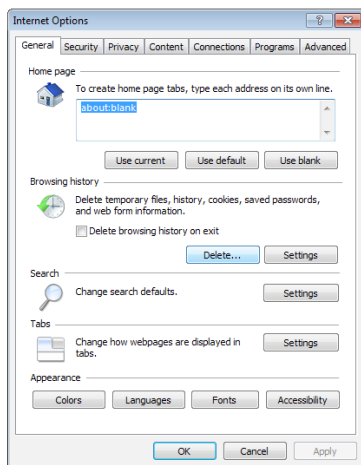 Internet Options
General Security Privacy Content Connections Programs Advanced
Home page
To create home page tabs, type each address on its own line.
about:blank
Use current Use default Use blank
Browsing history
Delete temporary files, history, cookies, saved passwords,
and web form information.
Delete browsing history on exit
Delete... Settings
Search
Change search defaults. Settings
Tabs
Change how webpages are displayed in Settings
tabs.
Appearance
Colors Languages Fonts Accessibility
OK Cancel Apply